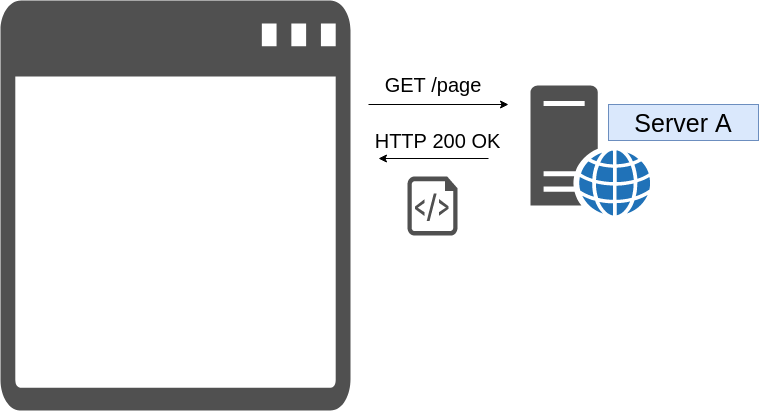 GET /page
HTTP 200 OK
Server A
</>